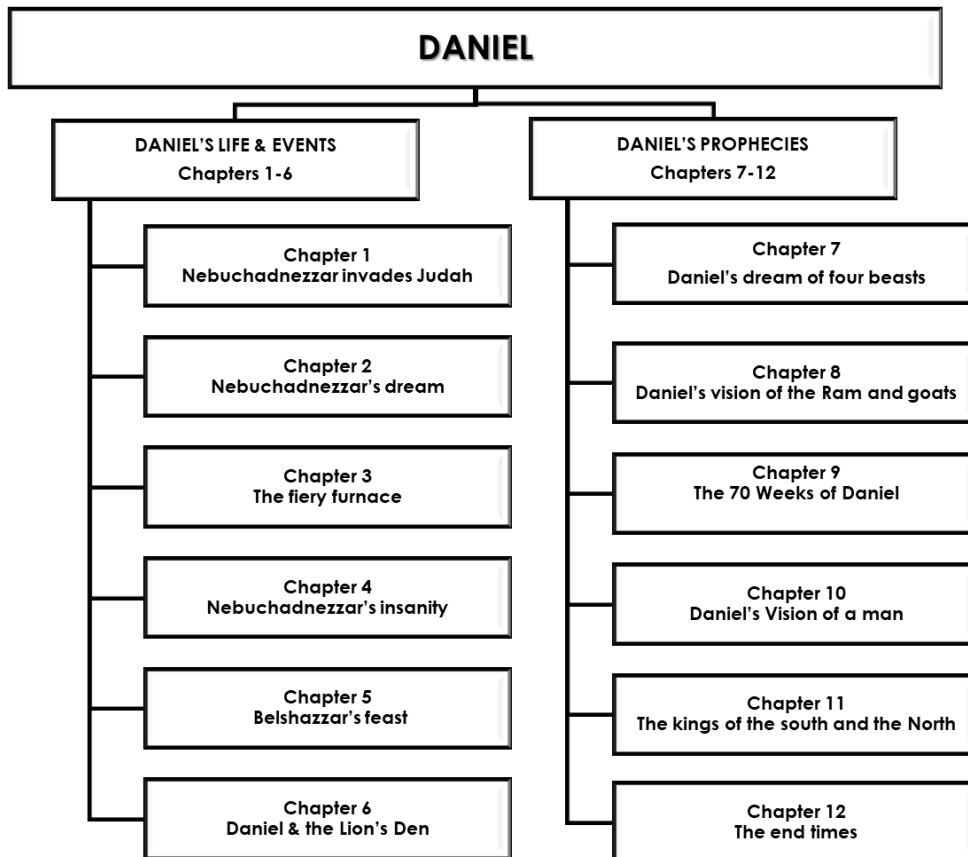 DANIEL
DANIEL'S LIFE & EVENTS
Chapters 1-6
Chapter 1
Nebuchadnezzar invades Judah
Chapter 2
Nebuchadnezzar's dream
Chapter 3
The fiery furnace
Chapter 4
Nebuchadnezzar's insanity
Chapter 5
Belshazzar's feast
Chapter 6
Daniel & the Lion's Den
DANIEL'S PROPHECIES
Chapters 7-12
Chapter 7
Daniel's dream of four beasts
Chapter 8
Daniel's vision of the Ram and goats
Chapter 9
The 70 Weeks of Daniel
Chapter 10
Daniel's Vision of a man
Chapter 11
The kings of the south and the North
Chapter 12
The end times